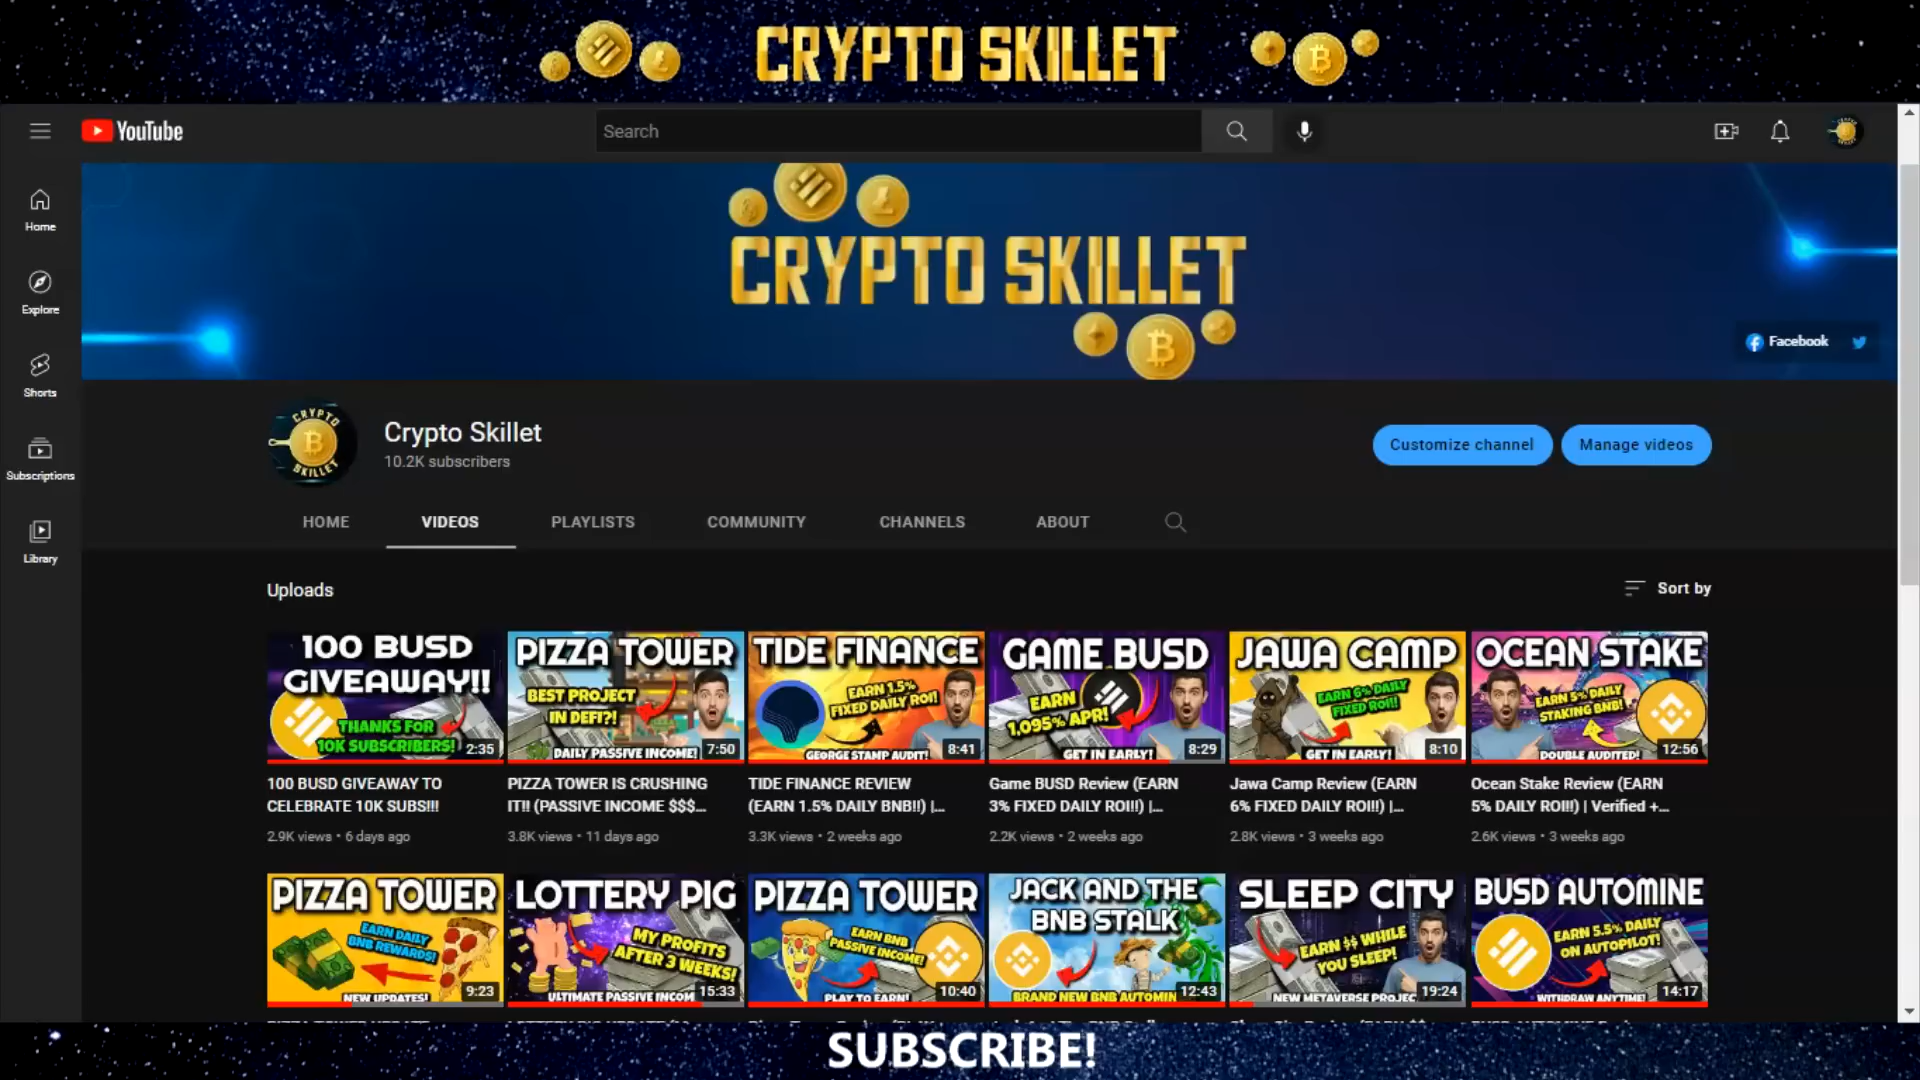 CRYPTO SKILLET
YouTube
Search
Home
Explore
Shorts
Subscriptions
Library
CRYPTO SKILLET
Facebook
CRYPTO
SKILLET
Crypto Skillet
10.2K subscribers
Customize channel
Manage videos
HOME
VIDEOS
PLAYLISTS
COMMUNITY
CHANNELS
ABOUT
Uploads
Sort by
100 BUSD
GIVEAWAY!!
THANKS FOR
10K SUBSCRIBERS!
2:35
100 BUSD GIVEAWAY TO
CELEBRATE 10K SUBS!!!
2.9K views • 6 days ago
PIZZA TOWER
BEST PROJECT
IN DEFI?!
DAILY PASSIVE INCOME!
7:50
PIZZA TOWER IS CRUSHING
IT!! (PASSIVE INCOME $$$...
3.8K views • 11 days ago
TIDE FINANCE
EARN 1.5%
FIXED DAILY ROI!
GEORGE STAMP AUDIT!
8:41
TIDE FINANCE REVIEW
(EARN 1.5% DAILY BNB!!) |...
3.3K views • 2 weeks ago
GAME BUSD
EARN
1,095% APR!
GET IN EARLY!
8:29
Game BUSD Review (EARN
3% FIXED DAILY ROI!!) |...
2.2K views • 2 weeks ago
JAWA CAMP
EARN 6% DAILY
FIXED ROI!!
GET IN EARLY!
8:10
Jawa Camp Review (EARN
6% FIXED DAILY ROI!!) |...
2.8K views • 3 weeks ago
OCEAN STAKE
EARN 5% DAILY
STAKING BNB!
DOUBLE AUDITED!
12:56
Ocean Stake Review (EARN
5% DAILY ROI!!) | Verified +...
2.6K views • 3 weeks ago
PIZZA TOWER
EARN DAILY
BNB REWARDS!
NEW UPDATES!
9:23
LOTTERY PIG
MY PROFITS
AFTER 3 WEEKS!
ULTIMATE PASSIVE INCOM
15:33
PIZZA TOWER
EARN BNB
PASSIVE INCOME!
PLAY TO EARN!
10:40
JACK AND THE
BNB STALK
BRAND NEW BNB AUTOMIN
12:43
SLEEP CITY
EARN $$ WHILE
YOU SLEEP!
NEW METAVERSE PROJEC
19:24
BUSD AUTOMINE
EARN 5.5% DAILY
ON AUTOPILOT!
WITHDRAW ANYTIME!
14:17
SUBSCRIBE!